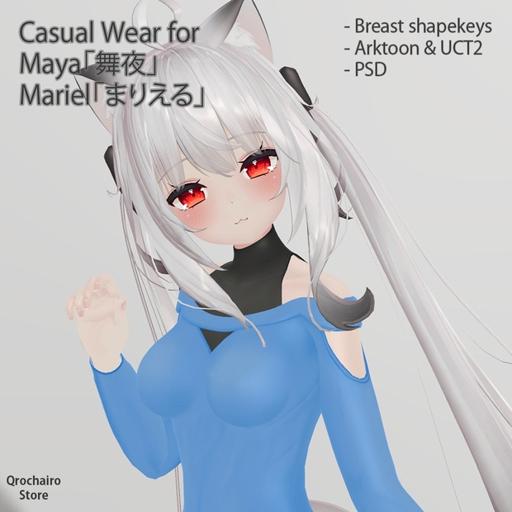 Casual Wear for
Maya「舞夜」
Mariel「まりえる」
- Breast shapekeys
- Arktoon & UCT2
- PSD
Qrochairo
Store